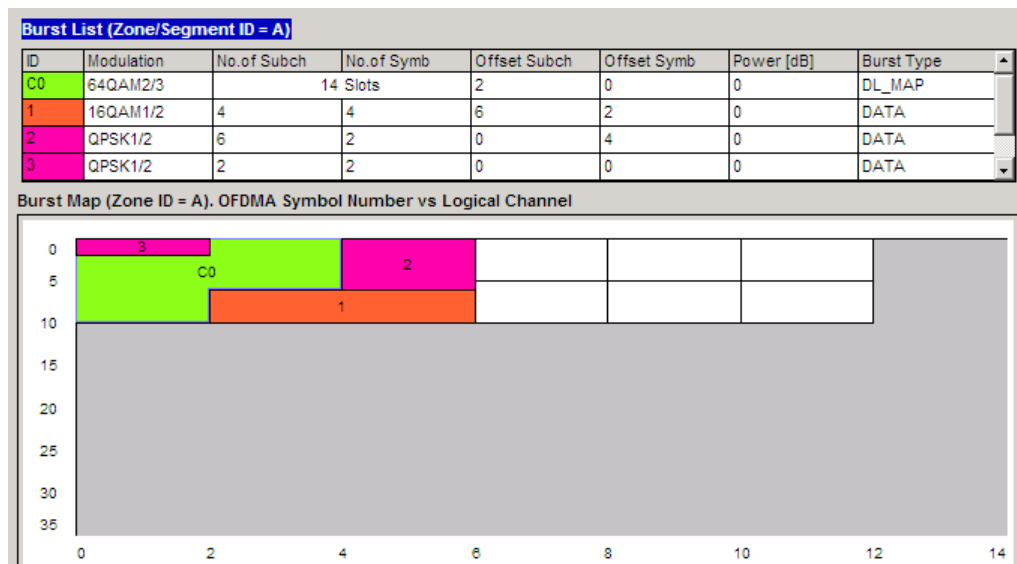 Burst List (Zone/Segment ID = A)
ID Modulation No.of Subch No.of Symb Offset Subch Offset Symb Power [dB] Burst Type
C0 64QAM2/3 14 Slots 2 0 0 DL_MAP
1 16QAM1/2 4 4 6 2 0 DATA
2 QPSK1/2 6 2 0 4 0 DATA
3 QPSK1/2 2 2 0 0 0 DATA
Burst Map (Zone ID = A). OFDMA Symbol Number vs Logical Channel
0 3
C0 2
5
1
10
15
20
25
30
35
0 2 4 6 8 10 12 14